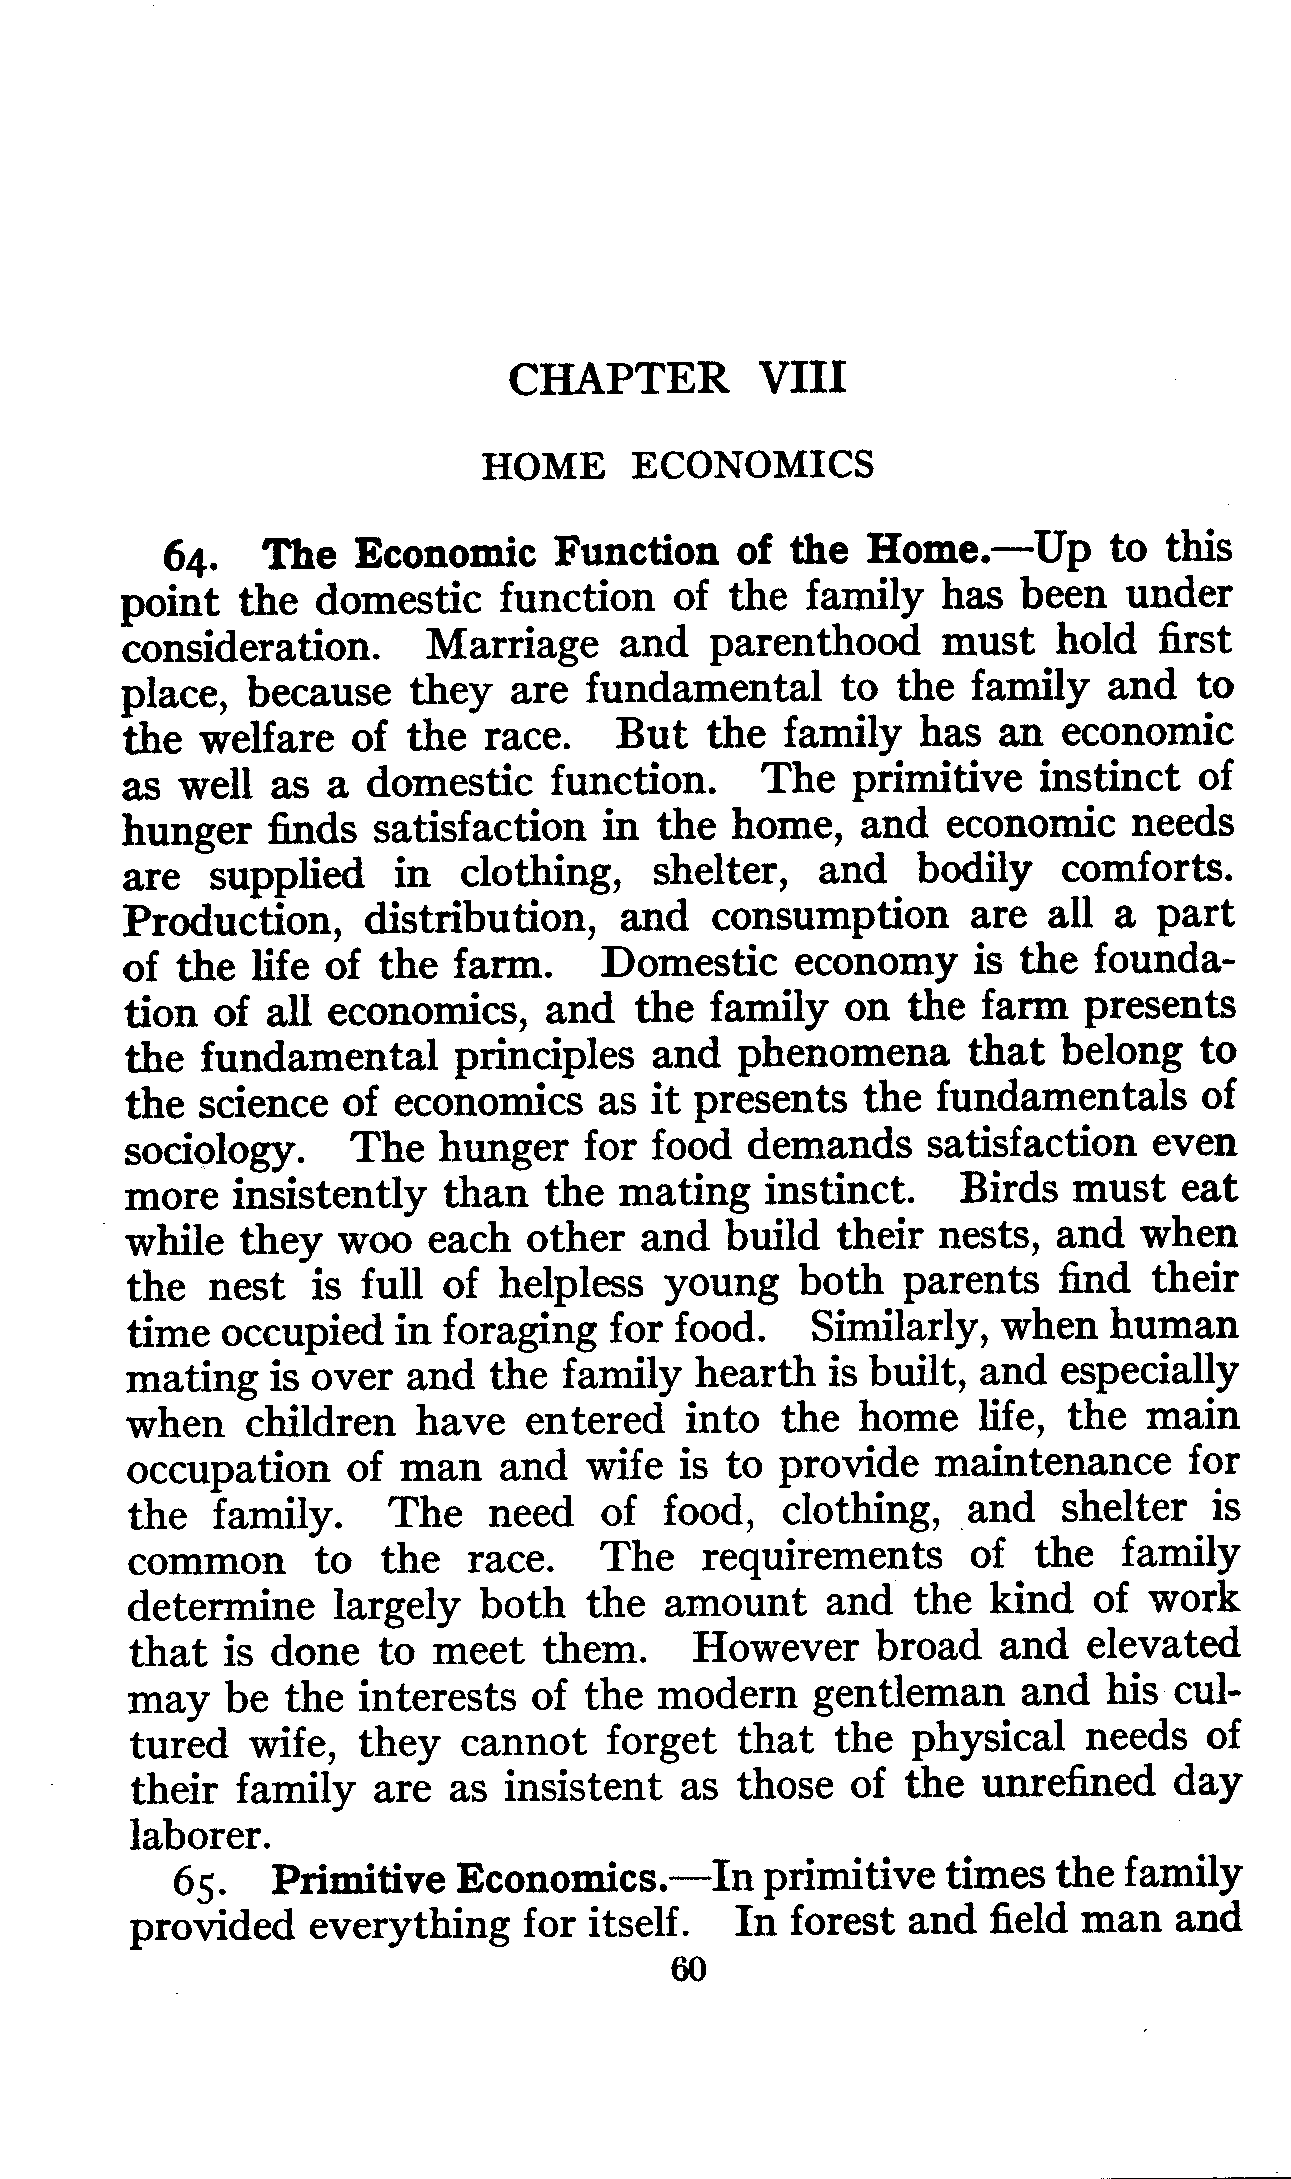 CHAPTER VIII
HOME ECONOMICS
64. The Economic Function of the Home.—Up to this
point the domestic function of the family has been under
consideration. Marriage and parenthood must hold first
place, because they are fundamental to the family and to
the welfare of the race. But the family has an economic
as well as a domestic function. The primitive instinct of
hunger finds satisfaction in the home, and economic needs
are supplied in clothing, shelter, and bodily comforts.
Production, distribution, and consumption are all a part
of the life of the farm. Domestic economy is the founda-
tion of all economics, and the family on the farm presents
the fundamental principles and phenomena that belong to
the science of economics as it presents the fundamentals of
sociology. The hunger for food demands satisfaction even
more insistently than the mating instinct. Birds must eat
while they woo each other and build their nests, and when
the nest is full of helpless young both parents find their
time occupied in foraging for food. Similarly, when human
mating is over and the family hearth is built, and especially
when children have entered into the home life, the main
occupation of man and wife is to provide maintenance for
the family. The need of food, clothing, and shelter is
common to the race. The requirements of the family
determine largely both the amount and the kind of work
that is done to meet them. However broad and elevated
may be the interests of the modern gentleman and his cul-
tured wife, they cannot forget that the physical needs of
their family are as insistent as those of the unrefined day
laborer.
65. Primitive Economics.—In primitive times the family
provided everything for itself. In forest and field man and
60